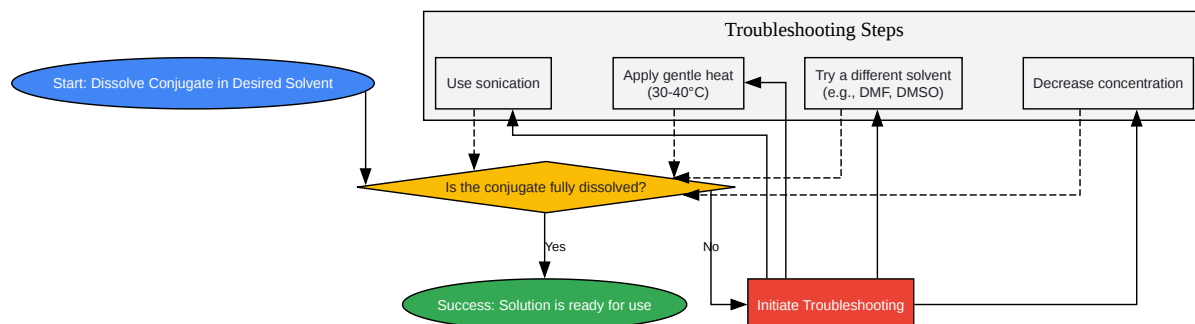 Troubleshooting Steps
Start: Dissolve Conjugate in Desired Solvent
Use sonication
Apply gentle heat
(30-40°C)
Try a different solvent
(e.g., DMF, DMSO)
Decrease concentration
Is the conjugate fully dissolved?
Yes
No
Success: Solution is ready for use
Initiate Troubleshooting